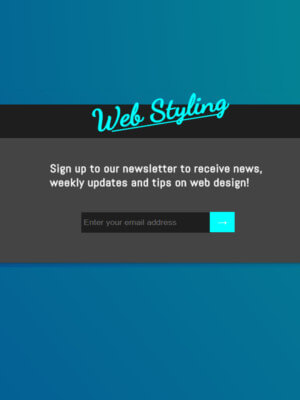 Web Styling
Sign up to our newsletter to receive news,
weekly updates and tips on web design!
Enter your email address
→